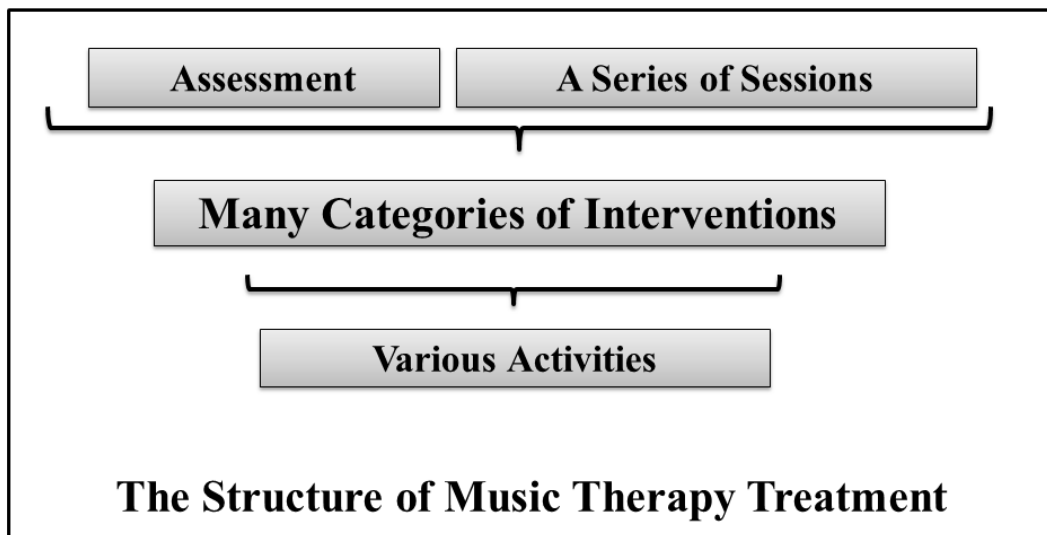 Assessment
A Series of Sessions
Many Categories of Interventions
Various Activities
The Structure of Music Therapy Treatment